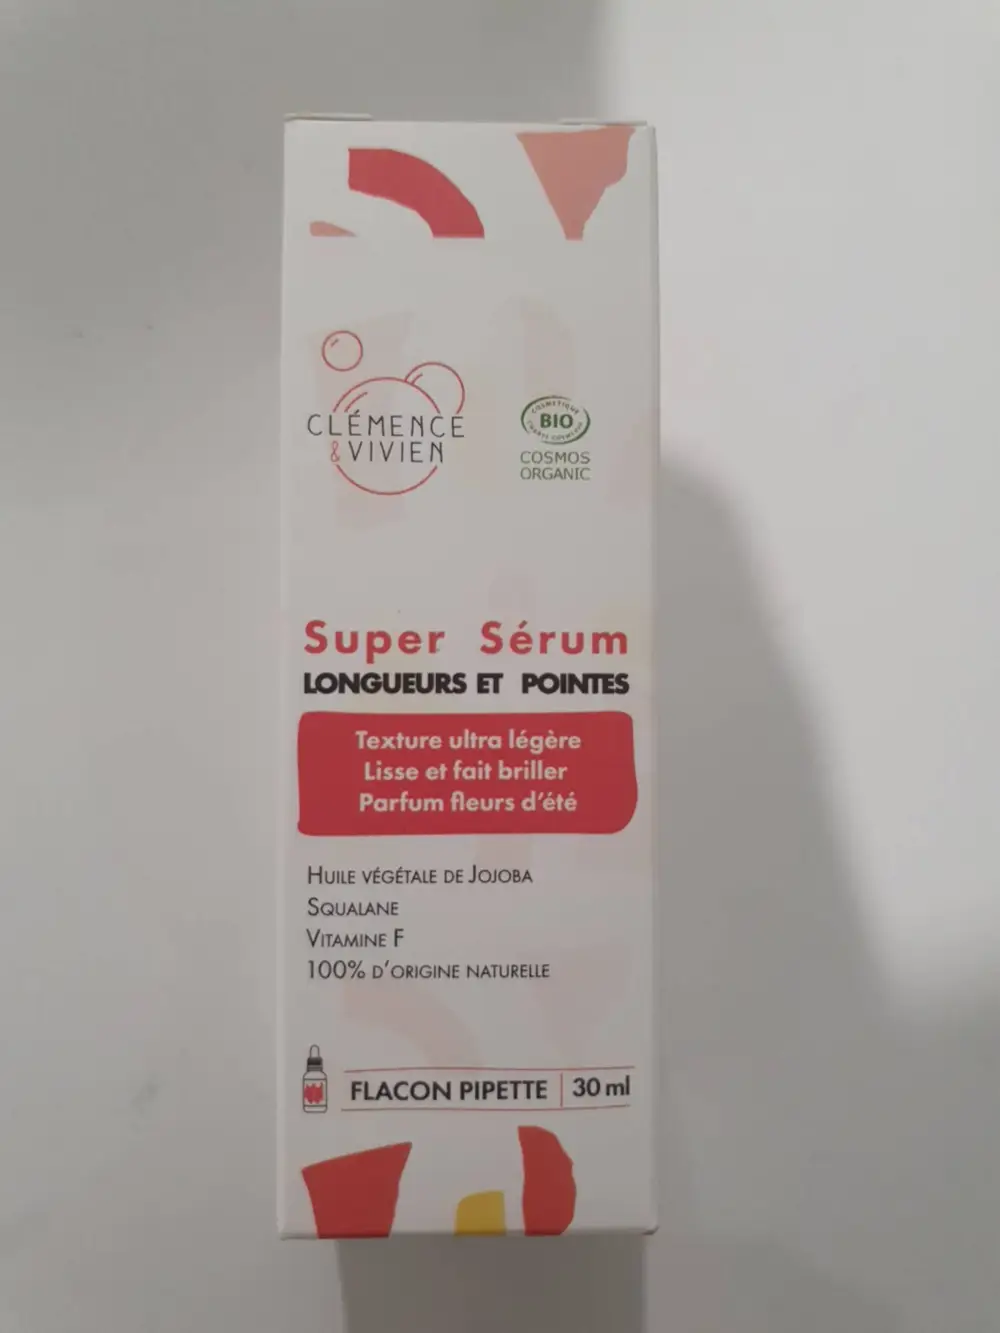 CLÉMENCE
& VIVIEN
COSMÉTIQUE
BIO
COSMOS
ORGANIC
Super Sérum
LONGUEURS ET POINTES
Texture ultra légère
Lisse et fait briller
Parfum fleurs d'été
HUILE VÉGÉTALE DE JOJOBA
SQUALANE
VITAMINE F
100% D'ORIGINE NATURELLE
FLACON PIPETTE | 30 ml